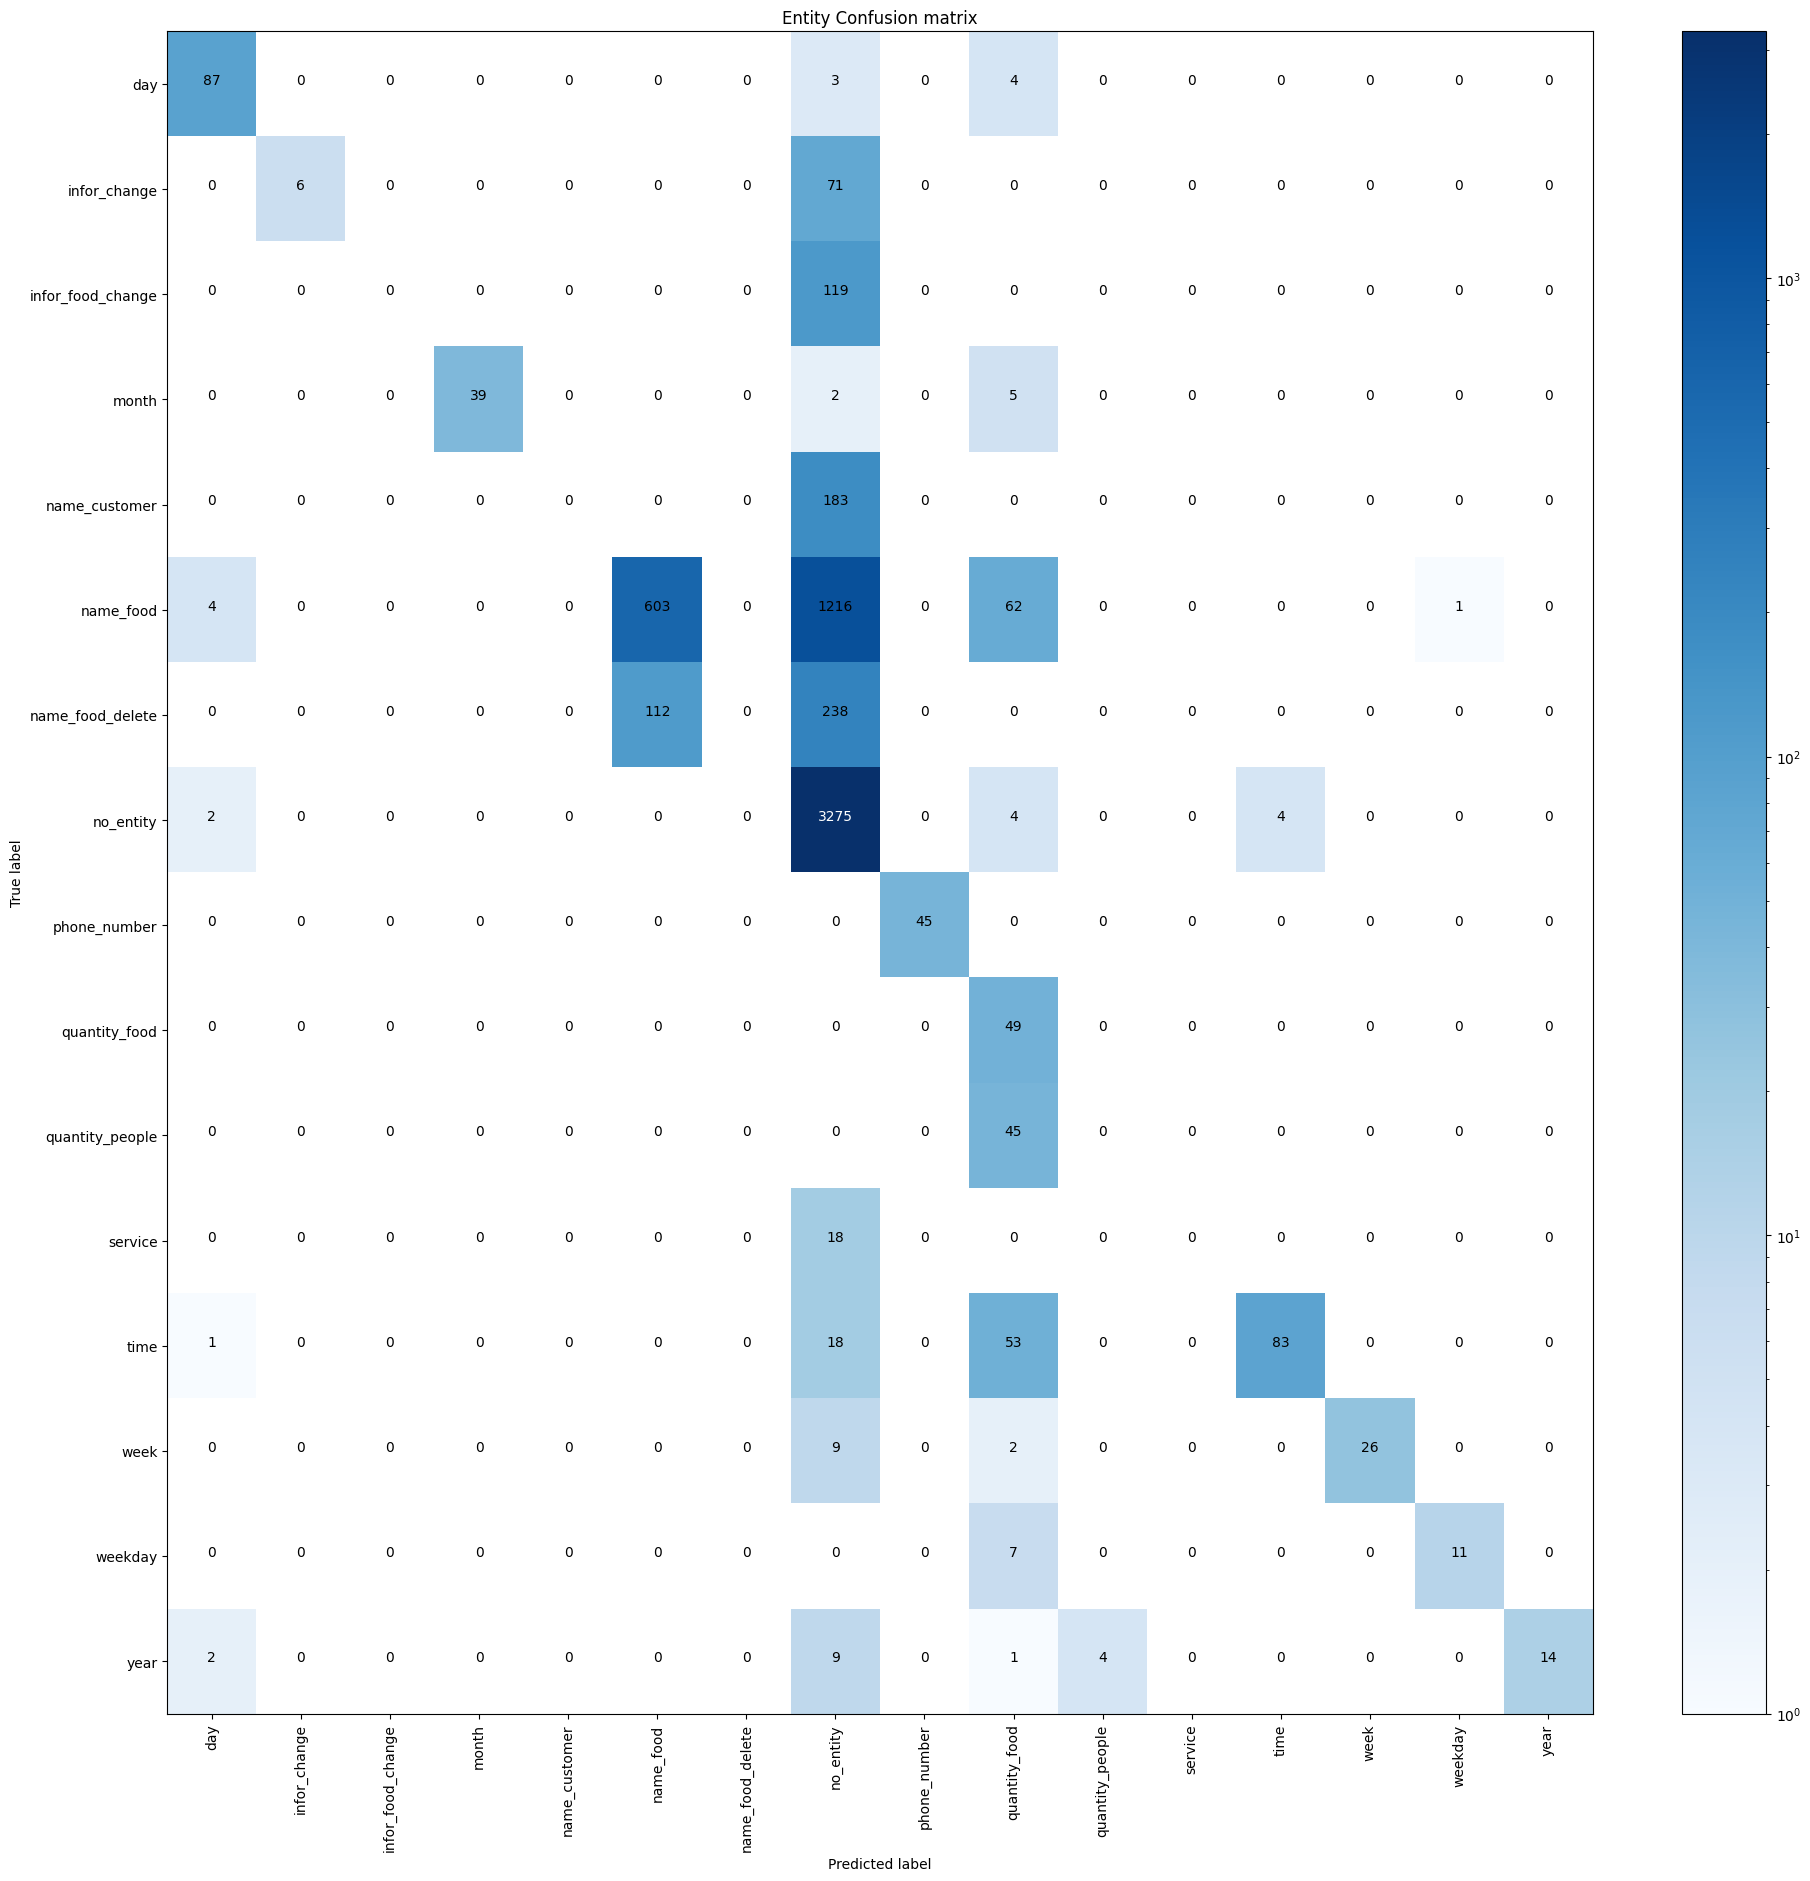 Entity Confusion matrix
day 87 0 0 0 0 0 0 3 0 4 0 0 0 0 0 0
infor_change 0 6 0 0 0 0 0 71 0 0 0 0 0 0 0 0
infor_food_change 0 0 0 0 0 0 0 119 0 0 0 0 0 0 0 0
10³
month 0 0 0 39 0 0 0 2 0 5 0 0 0 0 0 0
name_customer 0 0 0 0 0 0 0 183 0 0 0 0 0 0 0 0
name_food 4 0 0 0 0 603 0 1216 0 62 0 0 0 0 1 0
name_food_delete 0 0 0 0 0 112 0 238 0 0 0 0 0 0 0 0
10²
no_entity 2 0 0 0 0 0 0 3275 0 4 0 0 4 0 0 0
True label
phone_number 0 0 0 0 0 0 0 0 45 0 0 0 0 0 0 0
quantity_food 0 0 0 0 0 0 0 0 0 49 0 0 0 0 0 0
quantity_people 0 0 0 0 0 0 0 0 0 45 0 0 0 0 0 0
service 0 0 0 0 0 0 0 18 0 0 0 0 0 0 0 0
10¹
time 1 0 0 0 0 0 0 18 0 53 0 0 83 0 0 0
week 0 0 0 0 0 0 0 9 0 2 0 0 0 26 0 0
weekday 0 0 0 0 0 0 0 0 0 7 0 0 0 0 11 0
year 2 0 0 0 0 0 0 9 0 1 4 0 0 0 0 14
10⁰
day
infor_change
infor_food_change
month
name_customer
name_food
name_food_delete
no_entity
phone_number
quantity_food
quantity_people
service
time
week
weekday
year
Predicted label